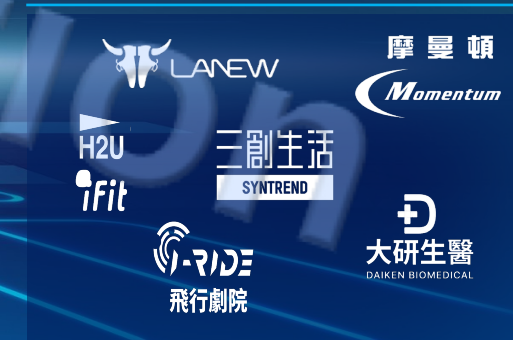 LANEW
摩曼頓
Momentum
H2U
iFit
三創生活
SYNTREND
i-RIDE
飛行劇院
大研生醫
DAIKEN BIOMEDICAL